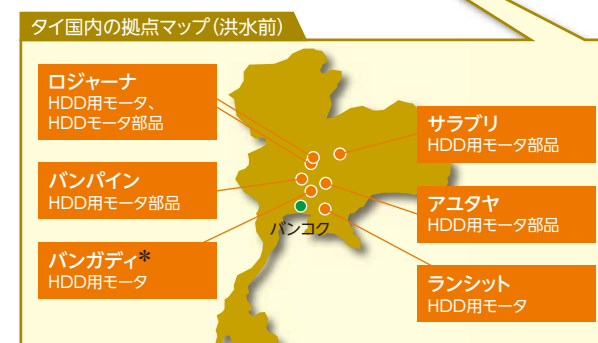 タイ国内の拠点マップ（洪水前）
ロジャーナ
HDD用モータ、
HDDモータ部品
バンパイン
HDD用モータ部品
バンガディ*
HDD用モータ
サラブリ
HDD用モータ部品
アユタヤ
HDD用モータ部品
ランシット
HDD用モータ
バンコク